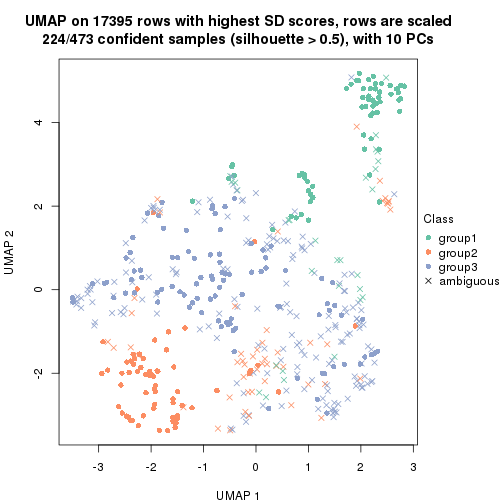 UMAP on 17395 rows with highest SD scores, rows are scaled
224/473 confident samples (silhouette > 0.5), with 10 PCs
4
2
0
-2
UMAP 2
-3
-2
-1
0
1
2
3
UMAP 1
Class
group1
group2
group3
ambiguous